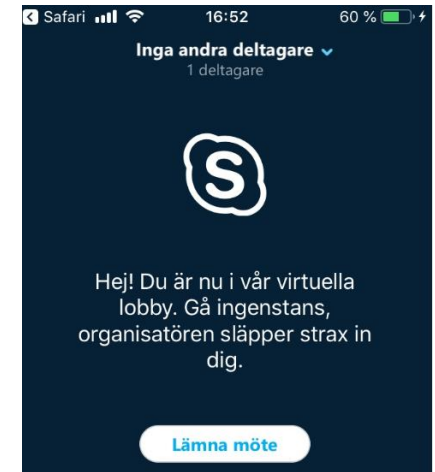 Safari 16:52 60 %
Inga andra deltagare
1 deltagare
S
Hej! Du är nu i vår virtuella
lobby. Gå ingenstans,
organisatören släpper strax in
dig.
Lämna möte